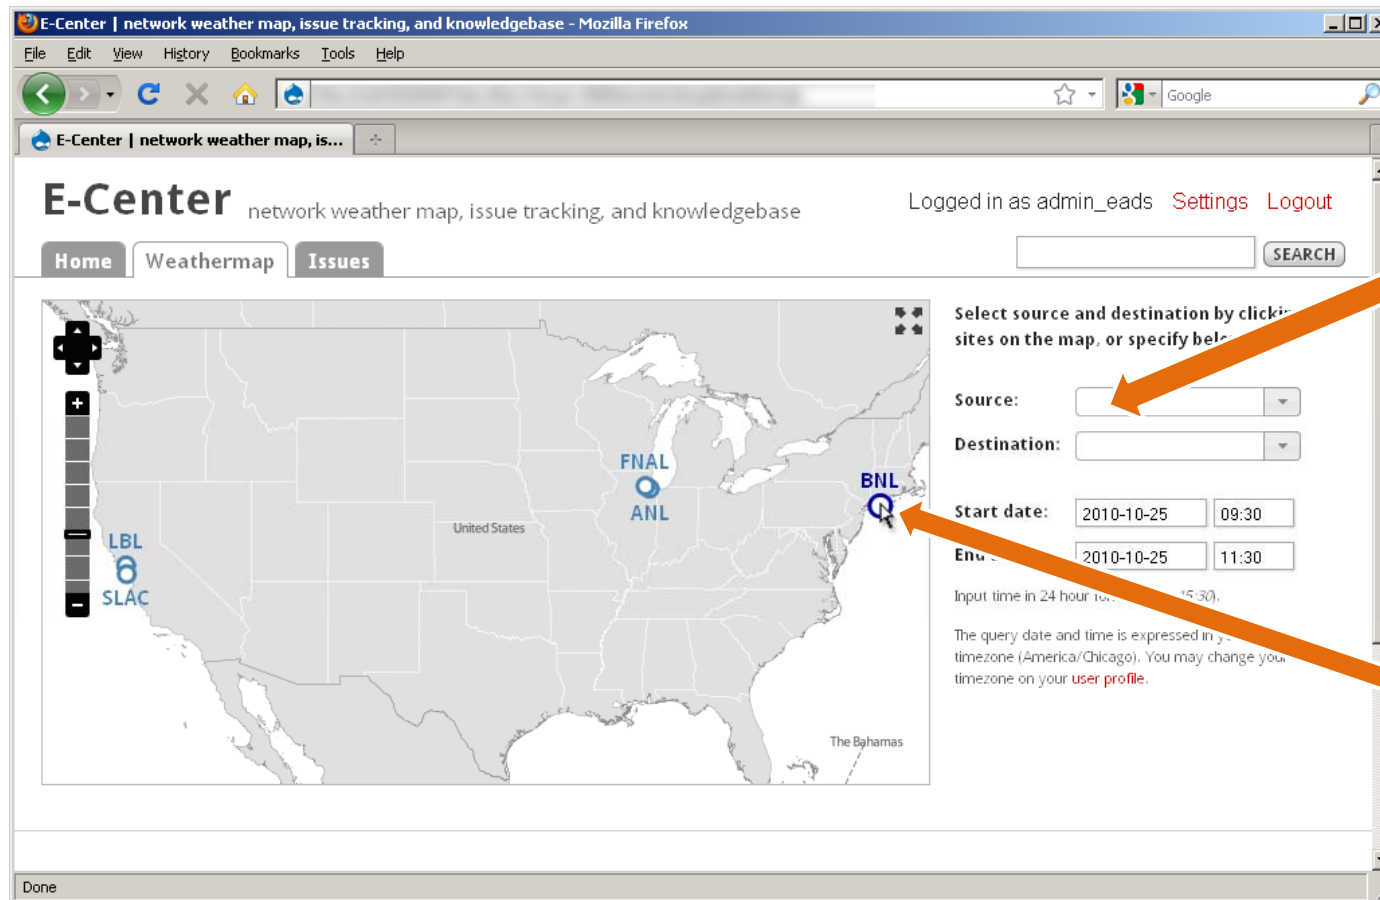 E-Center | network weather map, issue tracking, and knowledgebase - Mozilla Firefox
File Edit View History Bookmarks Tools Help
Google
E-Center | network weather map, is...
E-Center network weather map, issue tracking, and knowledgebase
Logged in as admin_eads Settings Logout
Home Weathermap Issues
SEARCH
Select source and destination by
sites on the map, or specify
Source:
Destination:
Start date: 2010-10-25 09:30
2010-10-25 11:30
Input time in 24 hour 15:30).
The query date and time is expressed in
timezone (America/Chicago). You may change your
timezone on your user profile.
FNAL
ANL
BNL
United States
LBL
SLAC
The Bahamas
Done